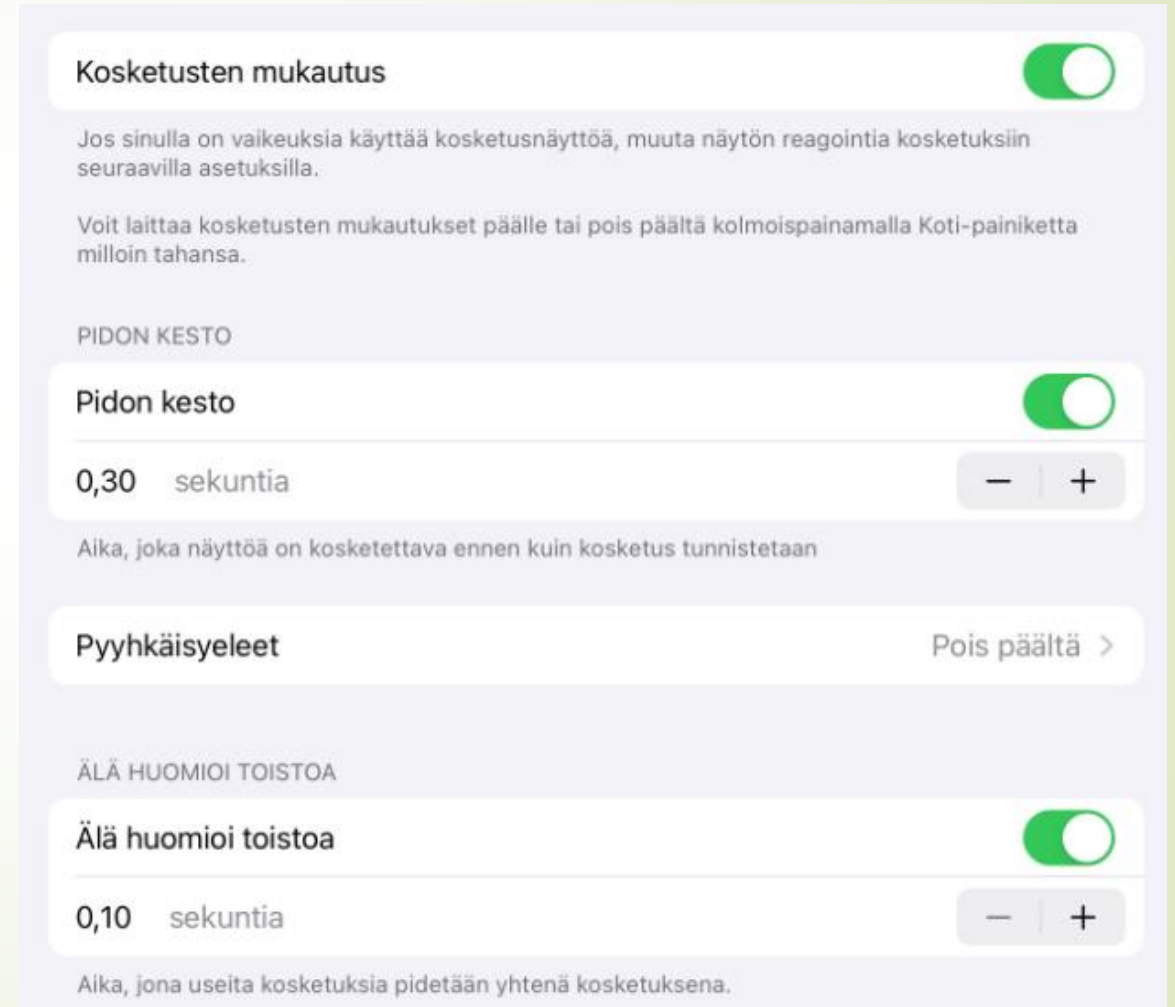 Kosketusten mukautus
Jos sinulla on vaikeuksia käyttää kosketusnäyttöä, muuta näytön reagointia kosketuksiin
seuraavilla asetuksilla.
Voit laittaa kosketusten mukautukset päälle tai pois päältä kolmoispainamalla Koti-painiketta
milloin tahansa.
PIDON KESTO
Pidon kesto
0,30 sekuntia − +
Aika, joka näyttöä on kosketettava ennen kuin kosketus tunnistetaan
Pyyhkäisyeleet Pois päältä >
ÄLÄ HUOMIOI TOISTOA
Älä huomioi toistoa
0,10 sekuntia − +
Aika, jona useita kosketuksia pidetään yhtenä kosketuksena.